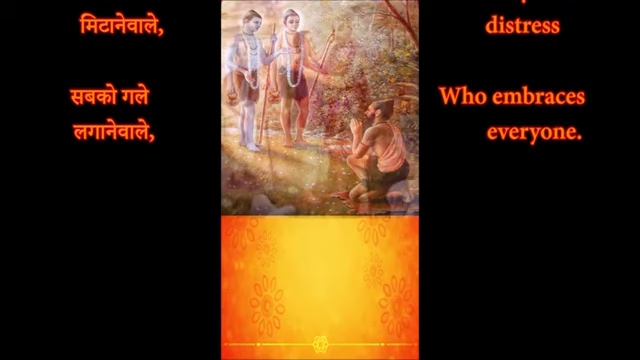 मिटानेवाले,
सबको गले
लगानेवाले,
distress
Who embraces
everyone.